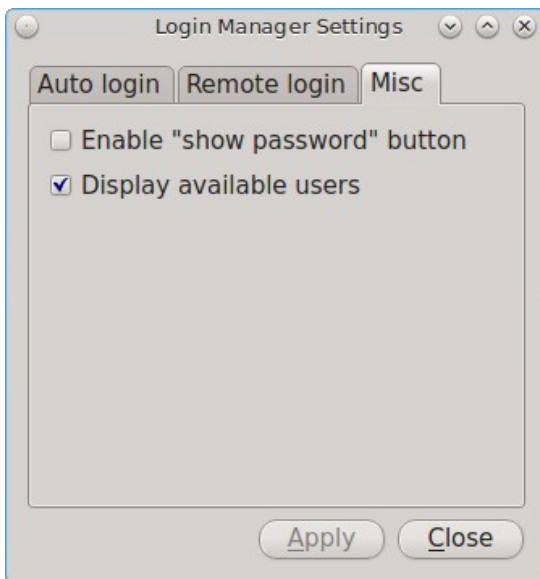 Login Manager Settings
Auto login Remote login Misc
Enable "show password" button
Display available users
Apply Close